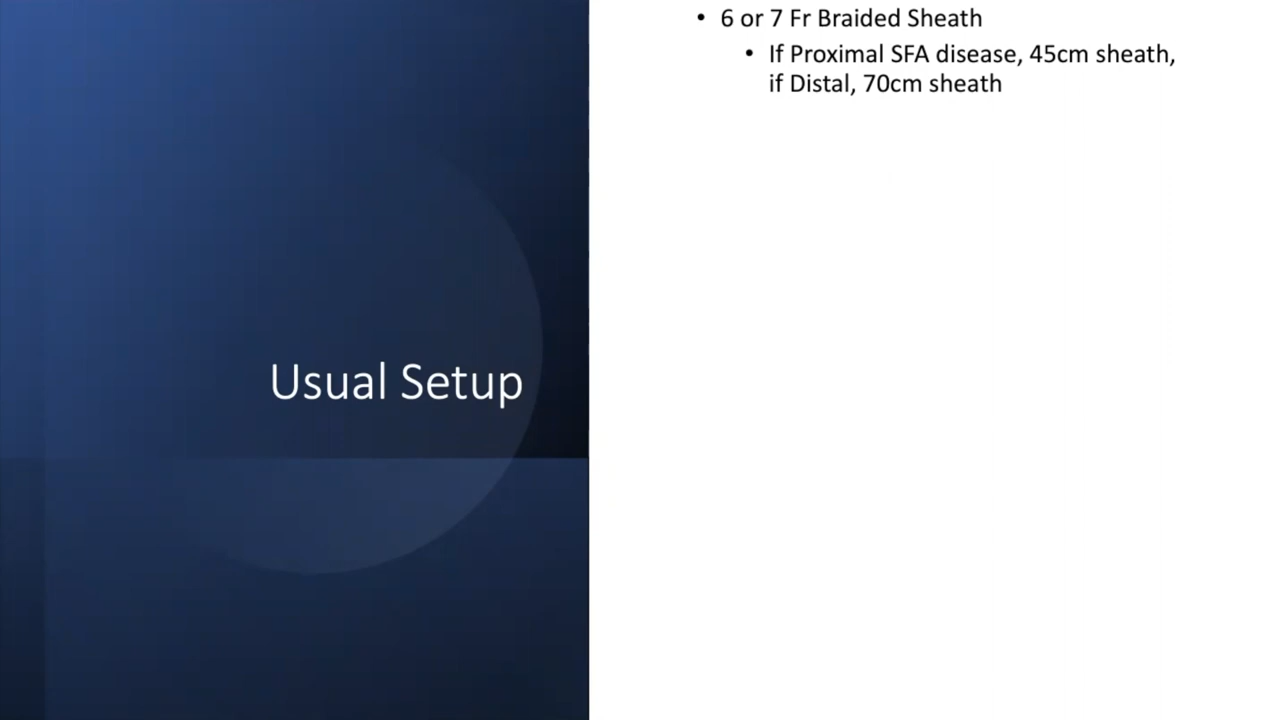 Usual Setup
• 6 or 7 Fr Braided Sheath
• If Proximal SFA disease, 45cm sheath,
if Distal, 70cm sheath